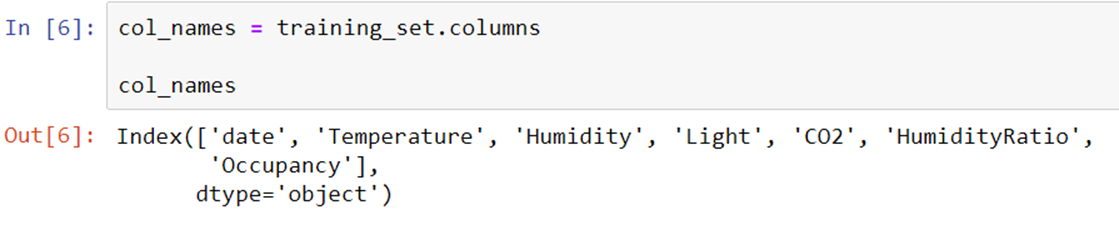 In [6]: col_names = training_set.columns
col_names
Out[6]: Index(['date', 'Temperature', 'Humidity', 'Light', 'CO2', 'HumidityRatio',
'Occupancy'],
dtype='object')